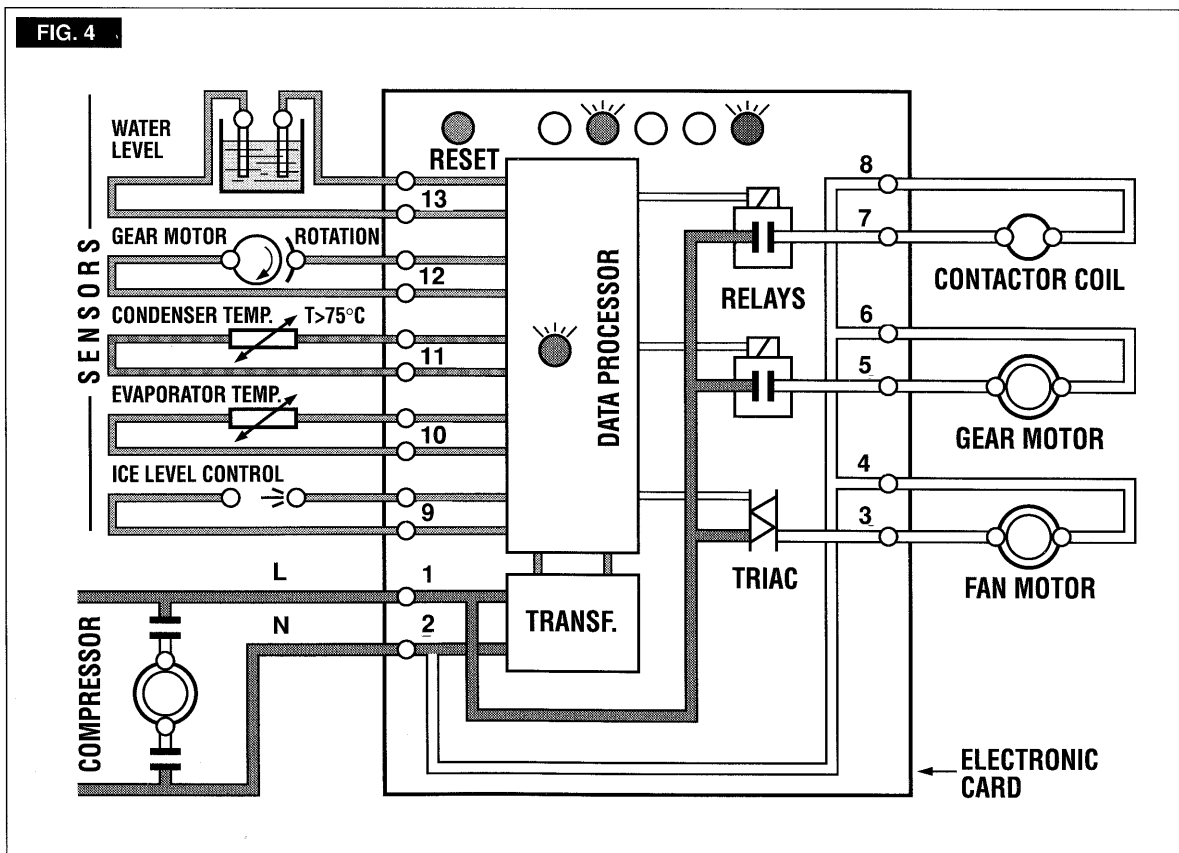 FIG. 4
WATER
LEVEL
RESET
13
8
7
GEAR MOTOR
ROTATION
12
CONTACTOR COIL
RELAYS
CONDENSER TEMP.
T>75°C
11
6
5
EVAPORATOR TEMP.
10
GEAR MOTOR
ICE LEVEL CONTROL
9
4
3
TRIAC
FAN MOTOR
SENSORS
DATA PROCESSOR
L
1
N
2
TRANSF.
COMPRESSOR
ELECTRONIC
CARD